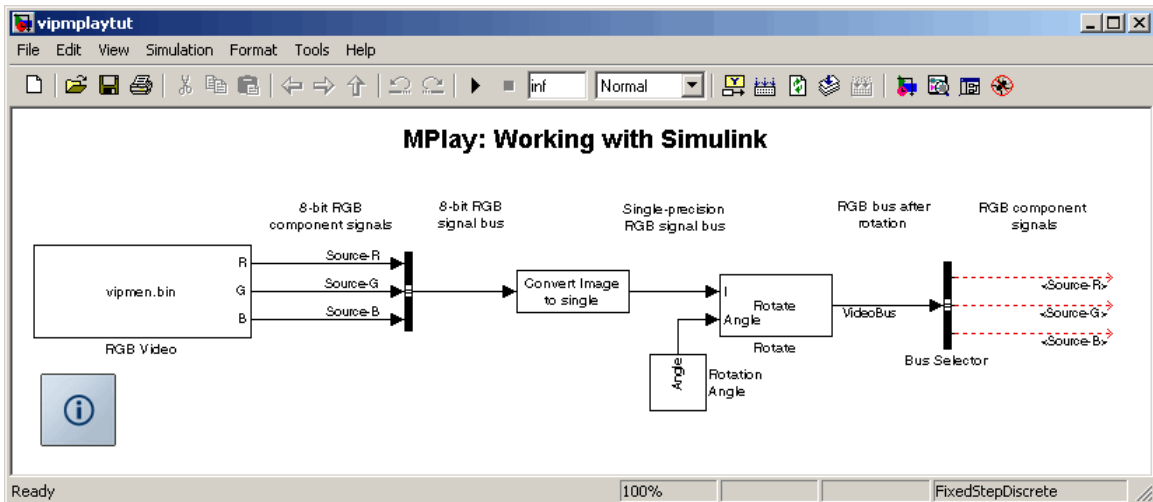 vipmplaytut
File Edit View Simulation Format Tools Help
inf Normal
MPlay: Working with Simulink
8-bit RGB
component signals
8-bit RGB
signal bus
Single-precision
RGB signal bus
RGB bus after
rotation
RGB component
signals
vipmen.bin
R
G
B
RGB Video
Source-R
Source-G
Source-B
Convert Image
to single
I
Angle
Rotate
Rotate
Angle
Rotation
Angle
VideoBus
Bus Selector
<Source-R>
<Source-G>
<Source-B>
Ready 100% FixedStepDiscrete